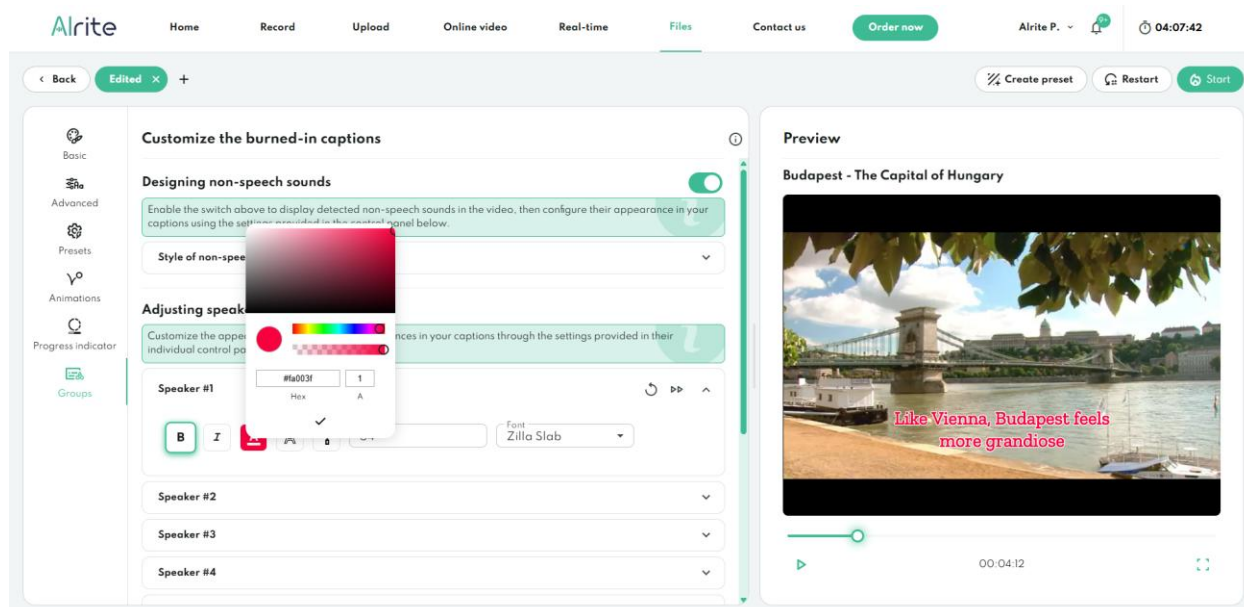 Alrite
Home
Record
Upload
Online video
Real-time
Files
Contact us
Order now
Alrite P.
9+
04:07:42
Back
Edited
Create preset
Restart
Start
Basic
Advanced
Presets
Animations
Progress indicator
Groups
Customize the burned-in captions
Designing non-speech sounds
Enable the switch above to display detected non-speech sounds in the video, then configure their appearance in your
captions using the settings provided in the control panel below.
Style of non-spee
Adjusting speak
Customize the appe nces in your captions through the settings provided in their
individual control pa
#fa003f
1
Hex
A
Speaker #1
B
I
A
Font
Zilla Slab
Speaker #2
Speaker #3
Speaker #4
Preview
Budapest - The Capital of Hungary
Like Vienna, Budapest feels
more grandiose
00:04:12